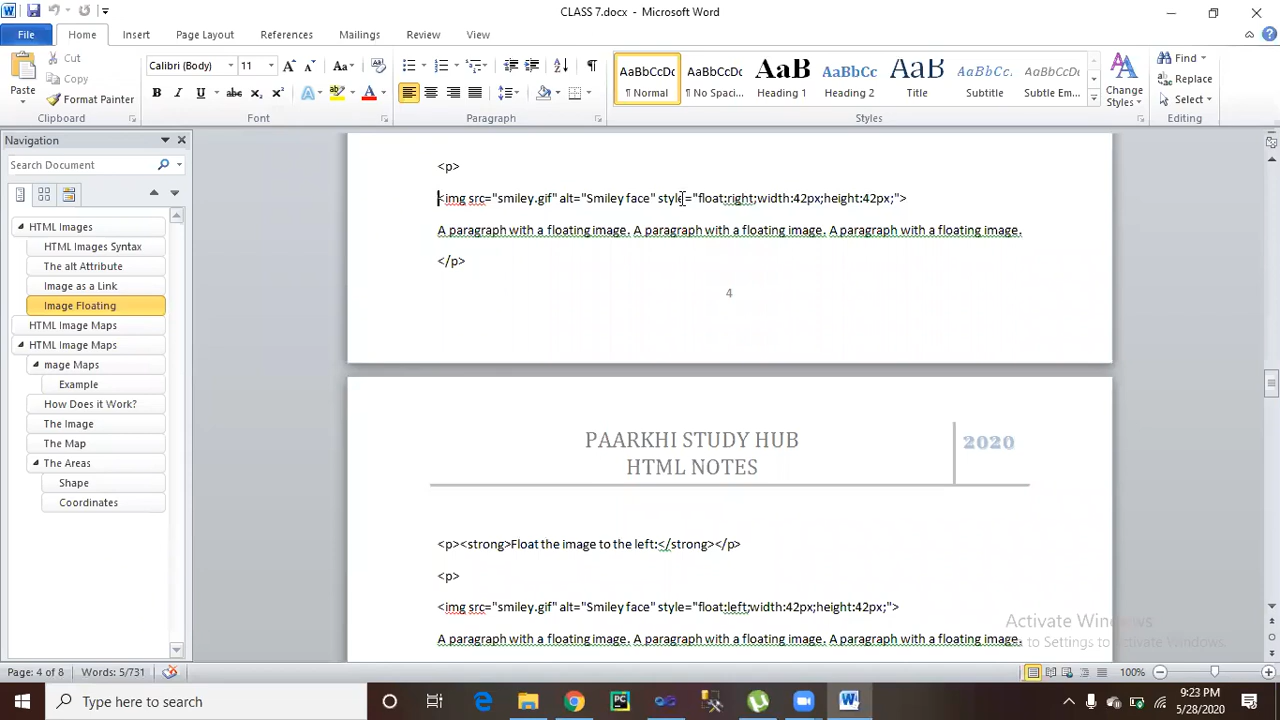 CLASS 7.docx - Microsoft Word
File Home Insert Page Layout References Mailings Review View
Cut
Copy
Format Painter
Paste
Calibri (Body) 11
AaBbCcDc AaBbCcDc AaB AaBbCc AaB AaBbCc AaBbCcDc
¶ Normal ¶ No Spaci... Heading 1 Heading 2 Title Subtitle Subtle Em...
Change Styles
Find
Replace
Select
Clipboard Font Paragraph Styles Editing
Navigation
Search Document
HTML Images
HTML Images Syntax
The alt Attribute
Image as a Link
Image Floating
HTML Image Maps
HTML Image Maps
mage Maps
Example
How Does it Work?
The Image
The Map
The Areas
Shape
Coordinates
<p>
<img src="smiley.gif" alt="Smiley face" style="float:right;width:42px;height:42px;">
A paragraph with a floating image. A paragraph with a floating image. A paragraph with a floating image.
</p>
4
PAARKHI STUDY HUB
HTML NOTES
2020
<p><strong>Float the image to the left:</strong></p>
<p>
<img src="smiley.gif" alt="Smiley face" style="float:left;width:42px;height:42px;">
A paragraph with a floating image. A paragraph with a floating image. A paragraph with a floating image.
Activate Windows
to Settings to activate Windows.
Page: 4 of 8 Words: 5/731 100%
Type here to search
9:23 PM
5/28/2020